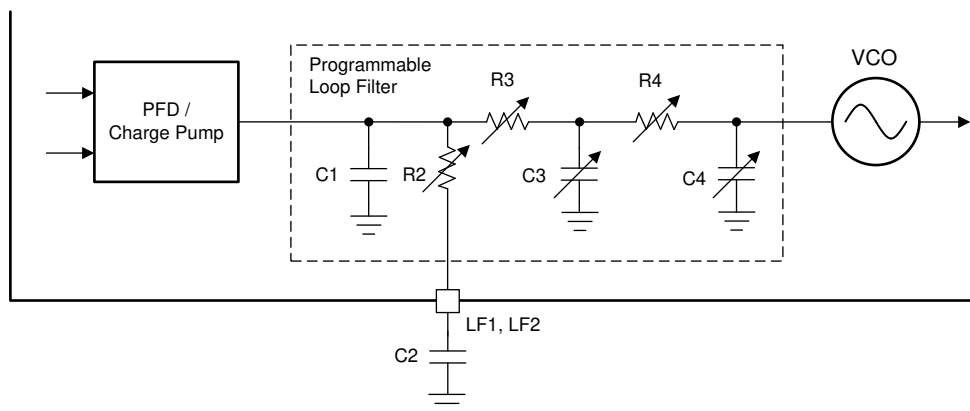 Programmable
Loop Filter
PFD /
Charge Pump
R3
R4
VCO
C1
R2
C3
C4
LF1, LF2
C2